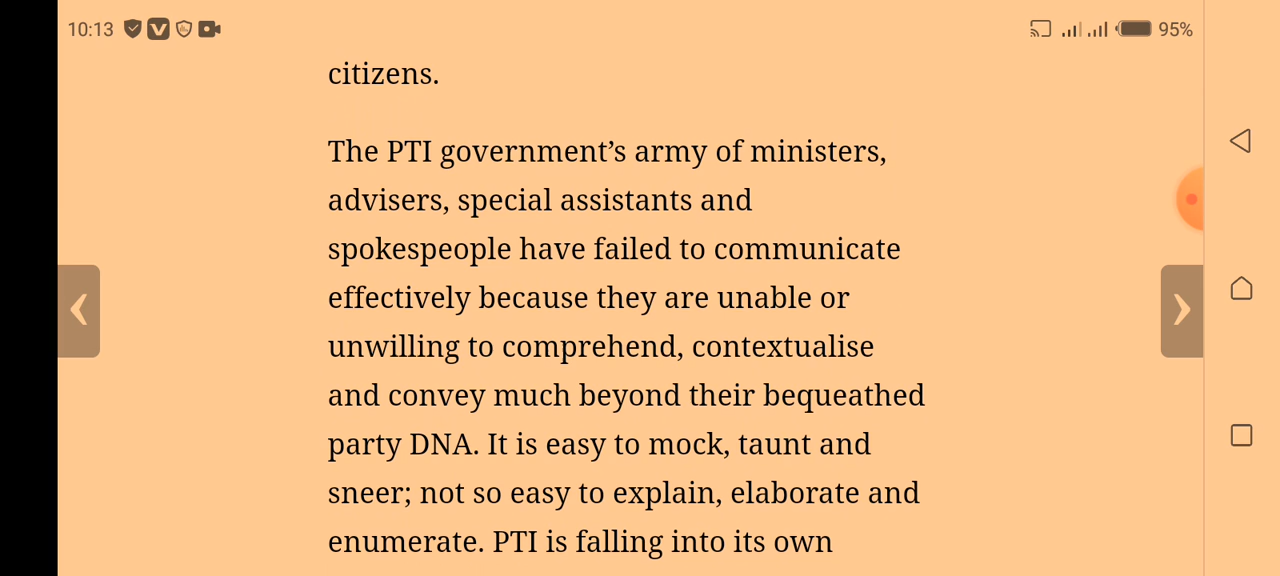 10:13
95%
citizens.
The PTI government’s army of ministers,
advisers, special assistants and
spokespeople have failed to communicate
effectively because they are unable or
unwilling to comprehend, contextualise
and convey much beyond their bequeathed
party DNA. It is easy to mock, taunt and
sneer; not so easy to explain, elaborate and
enumerate. PTI is falling into its own